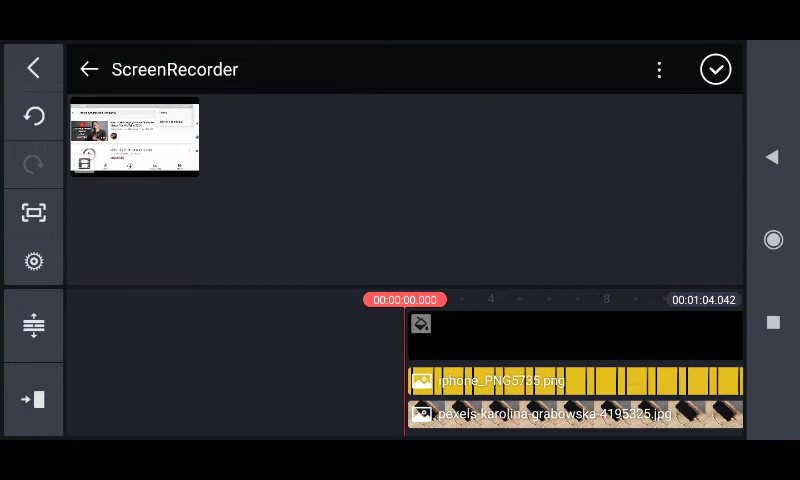 ScreenRecorder
00:00:00.000
4
8
00:01:04.042
iphone_PNG5735.png
pexels-karolina-grabowska-4195325.jpg